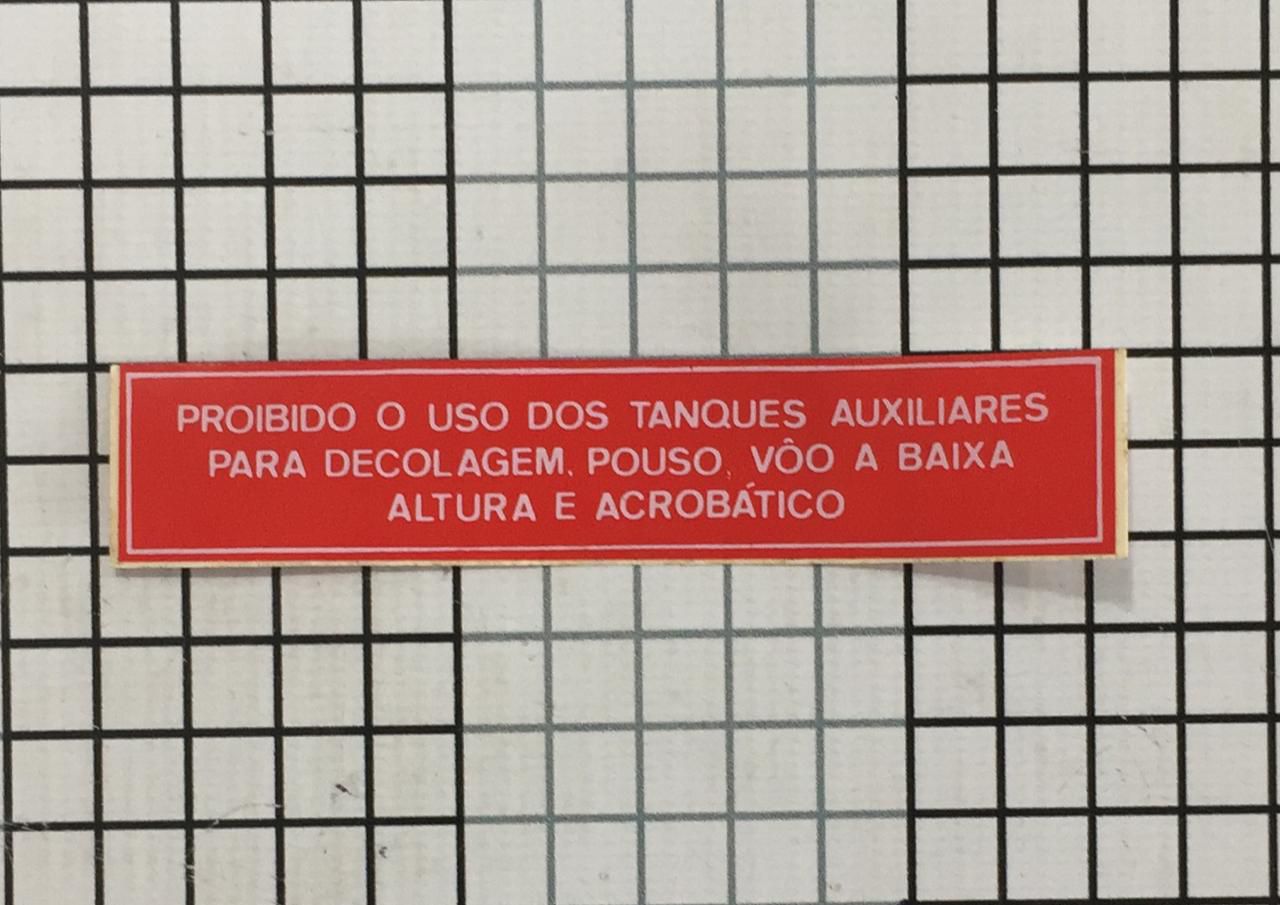 PROIBIDO O USO DOS TANQUES AUXILIARES
PARA DECOLAGEM, POUSO, VÔO A BAIXA
ALTURA E ACROBÁTICO